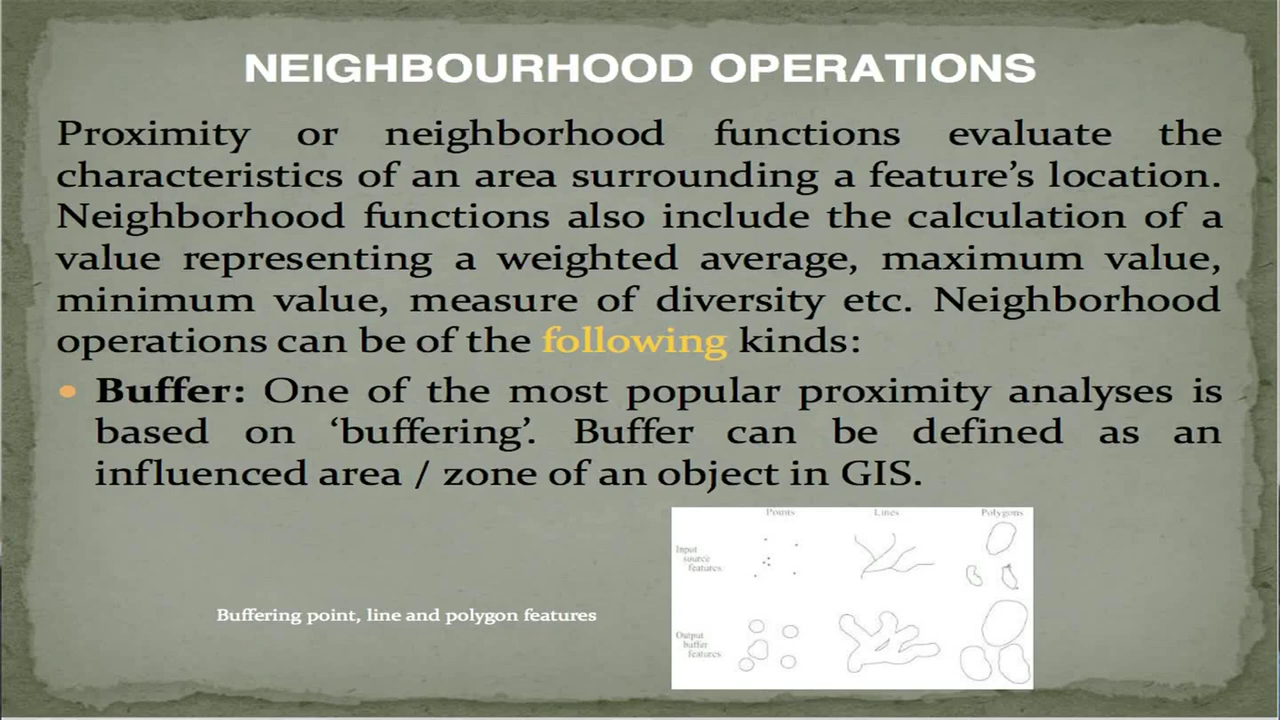 NEIGHBOURHOOD OPERATIONS
Proximity or neighborhood functions evaluate the
characteristics of an area surrounding a feature’s location.
Neighborhood functions also include the calculation of a
value representing a weighted average, maximum value,
minimum value, measure of diversity etc. Neighborhood
operations can be of the following kinds:
• Buffer: One of the most popular proximity analyses is
based on ‘buffering’. Buffer can be defined as an
influenced area / zone of an object in GIS.
Points Lines Polygons
Input
source
features
Buffering point, line and polygon features
Output
buffer
features